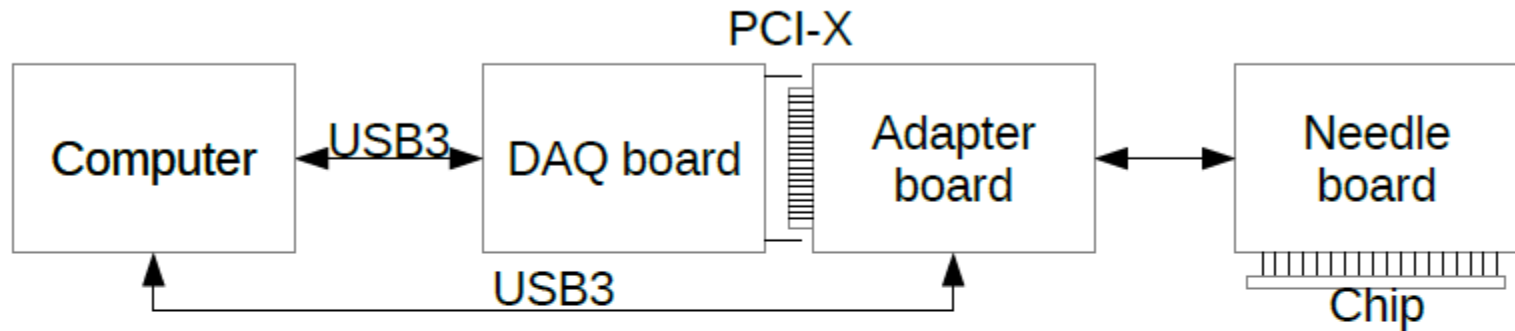 PCI-X
Computer
USB3
DAQ board
Adapter
board
Needle
board
USB3
Chip